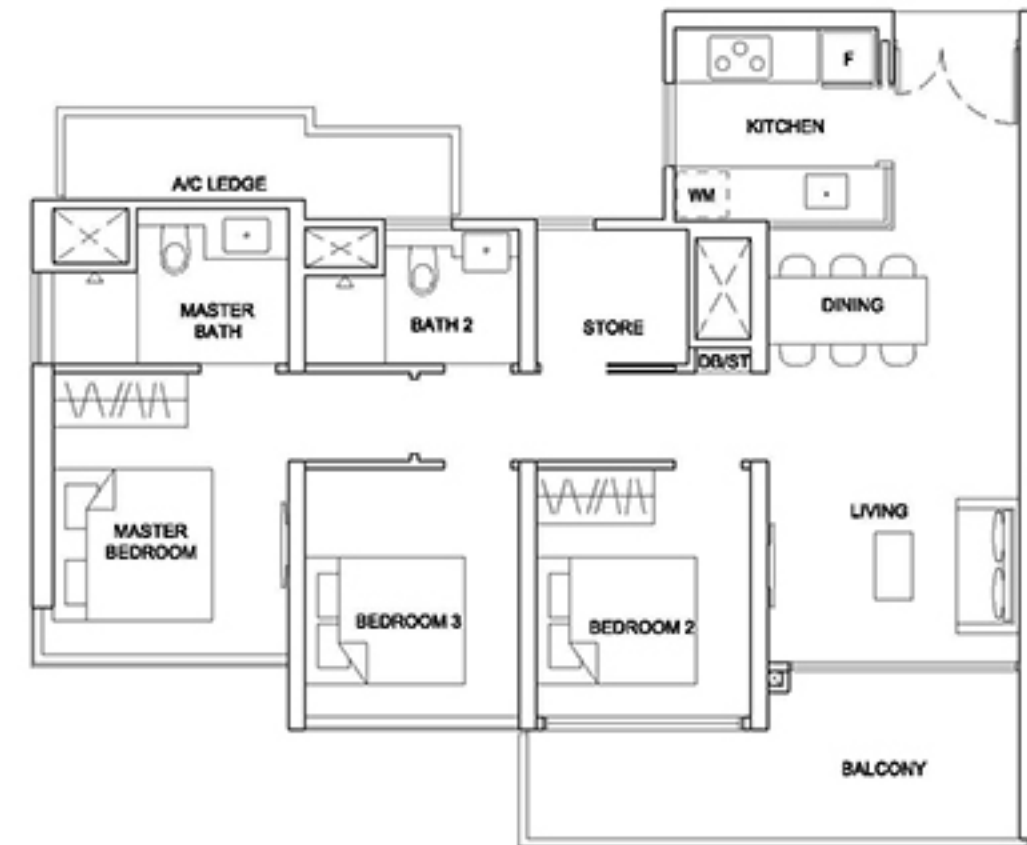 F
KITCHEN
A/C LEDGE
WM
MASTER
BATH
BATH 2
STORE
DINING
DB/ST
MASTER
BEDROOM
LIVING
BEDROOM 3
BEDROOM 2
BALCONY